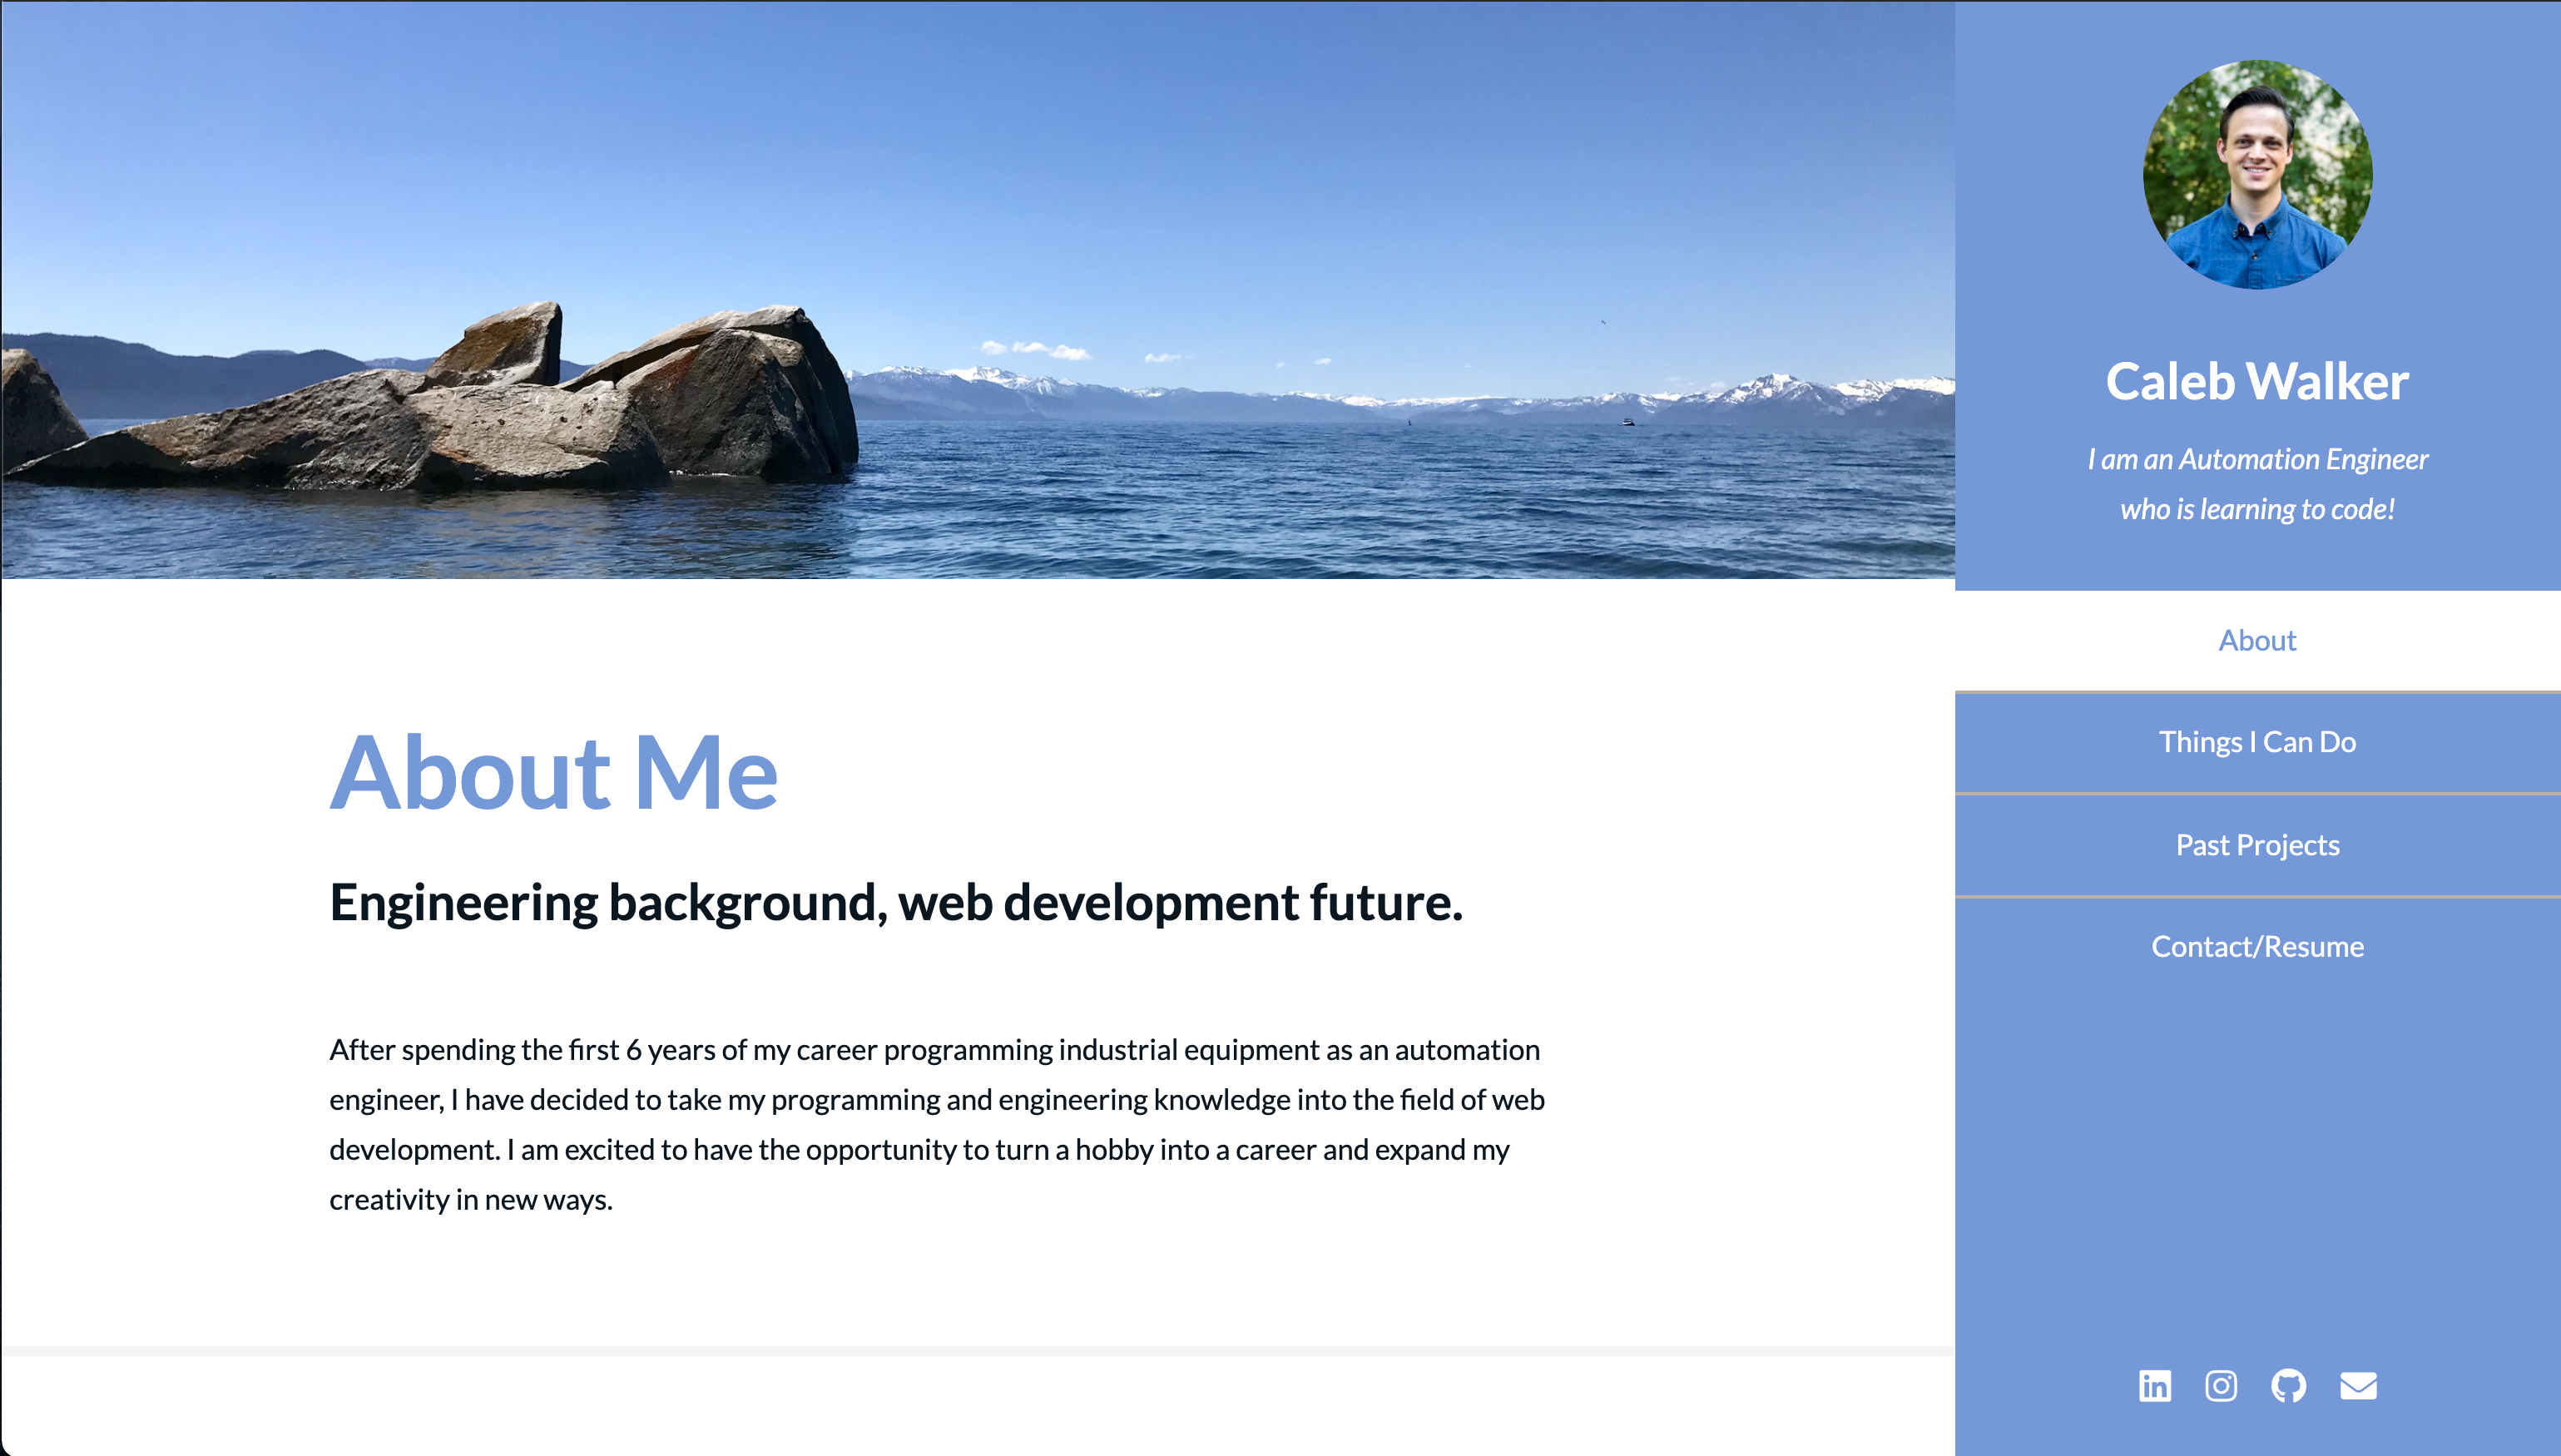 Caleb Walker
I am an Automation Engineer
who is learning to code!
About
Things I Can Do
Past Projects
Contact/Resume
About Me
Engineering background, web development future.
After spending the first 6 years of my career programming industrial equipment as an automation
engineer, I have decided to take my programming and engineering knowledge into the field of web
development. I am excited to have the opportunity to turn a hobby into a career and expand my
creativity in new ways.
in